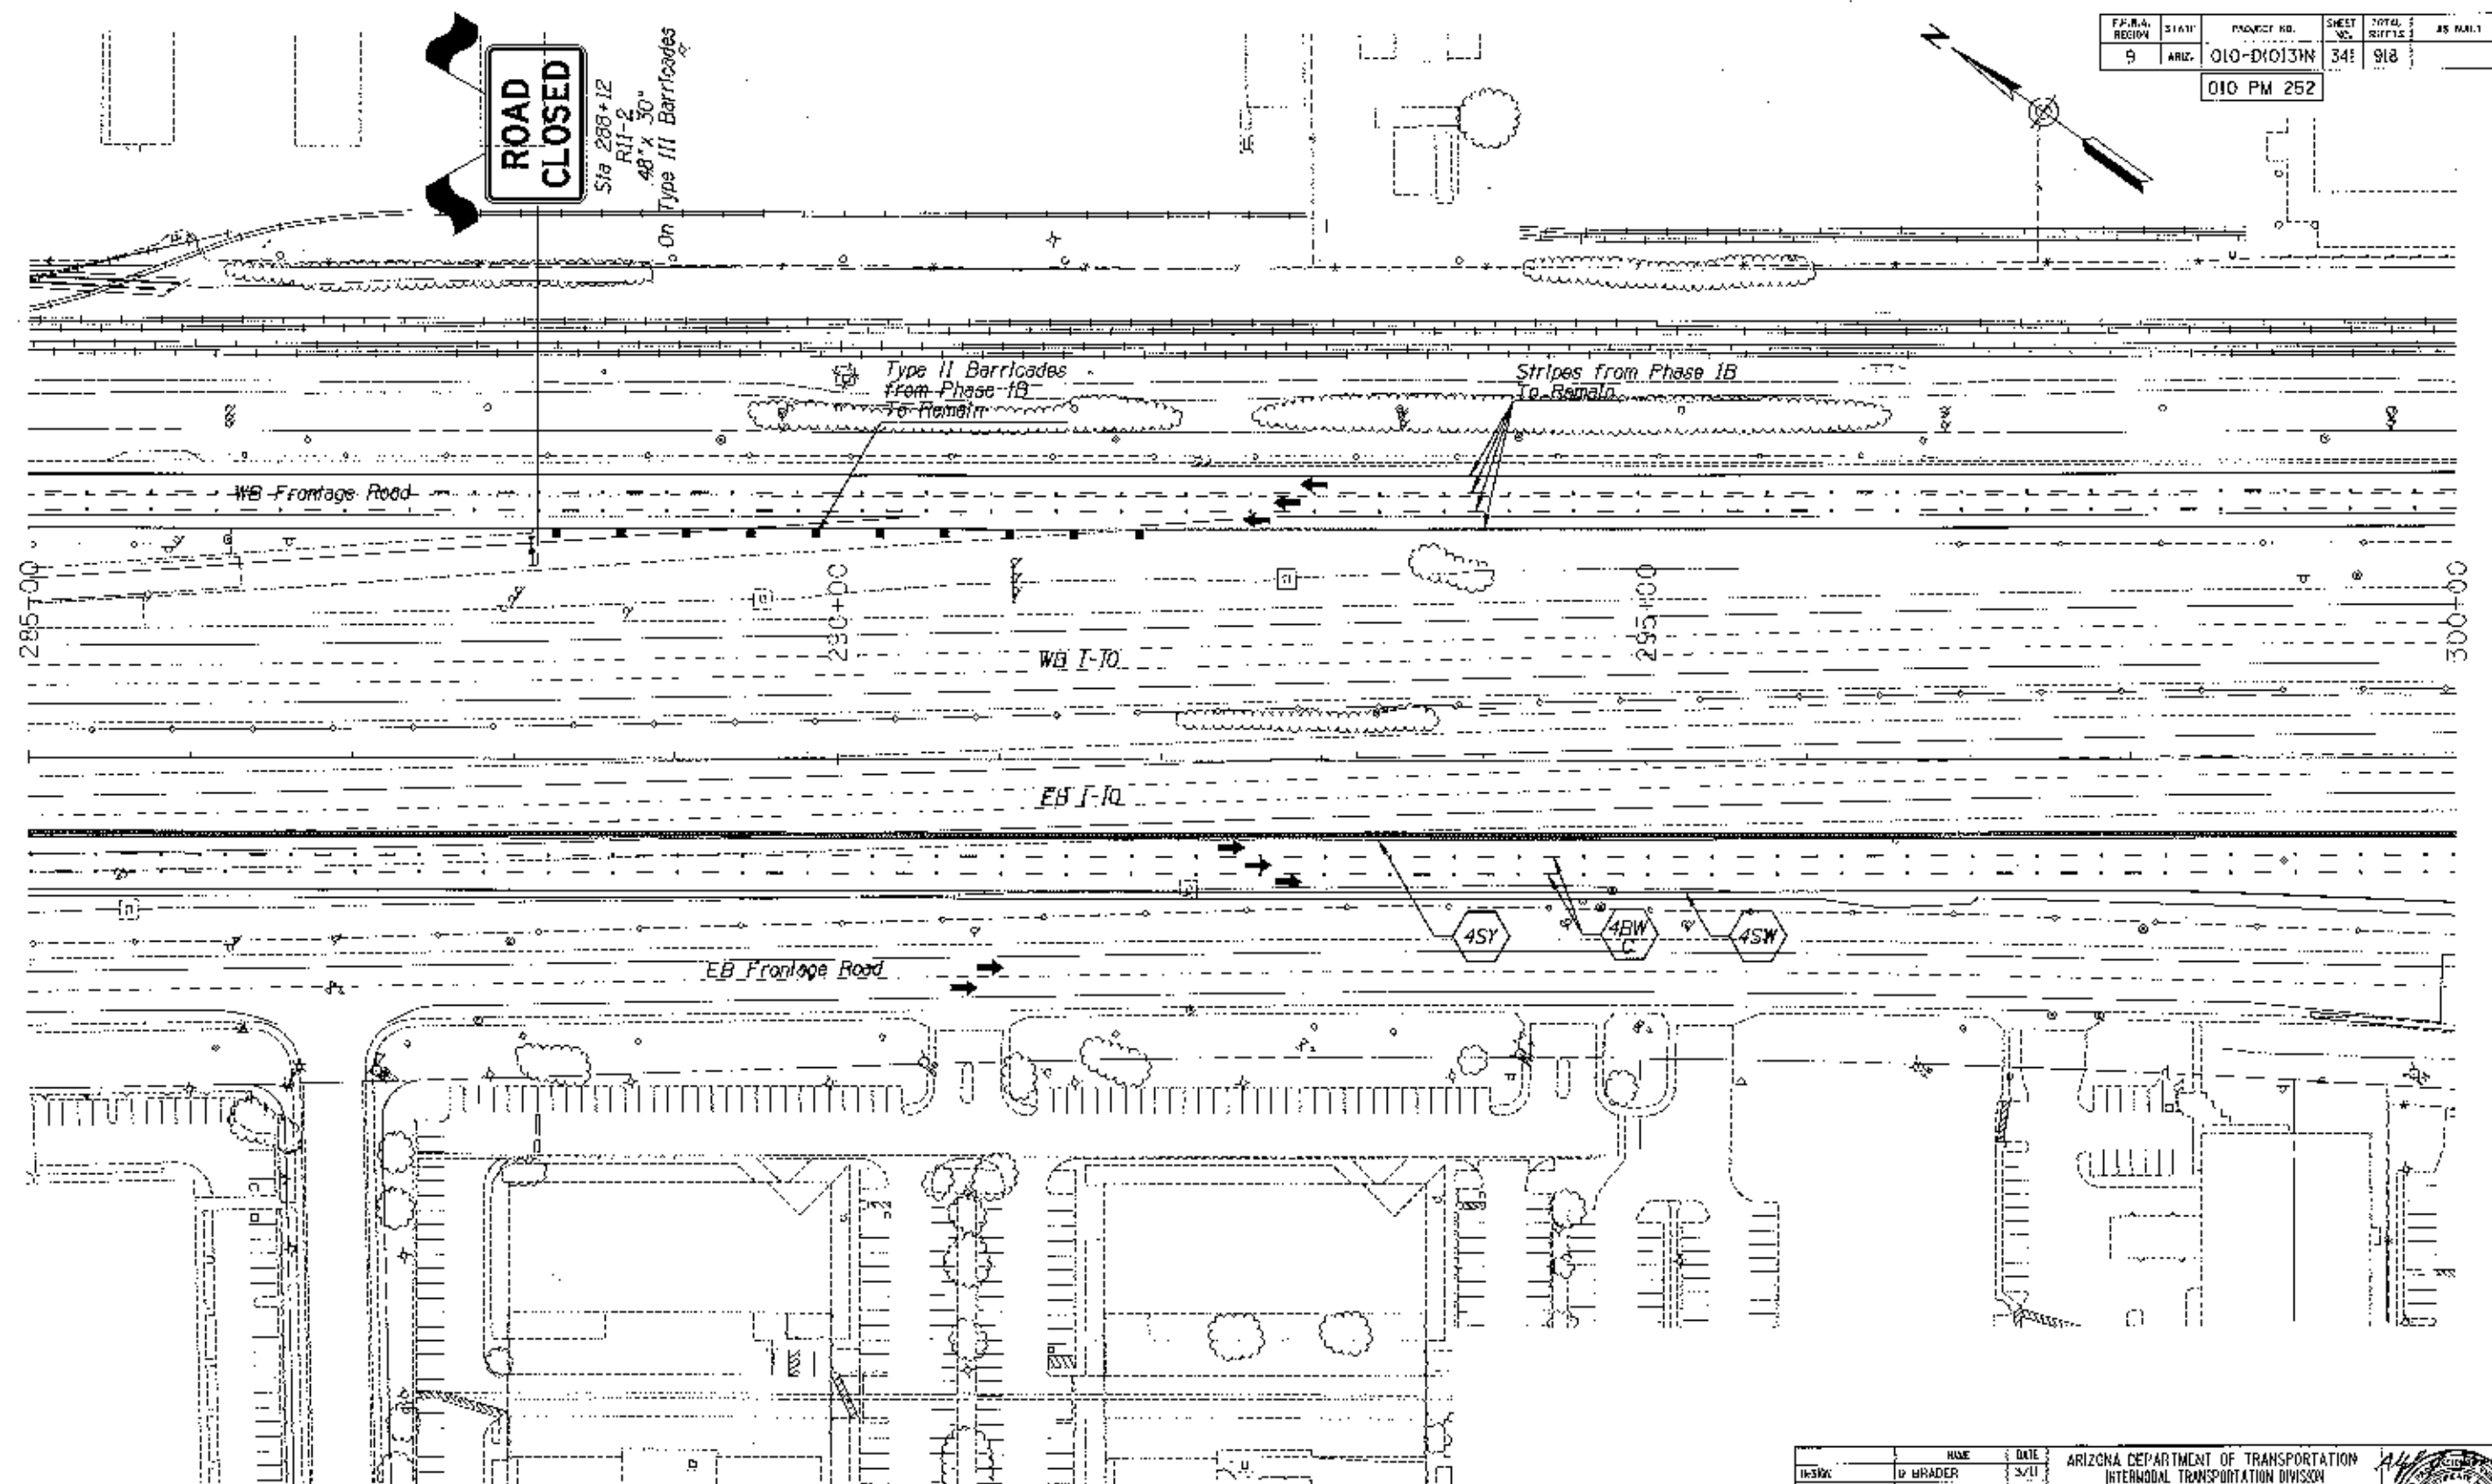 F.H.W.A. REGION STATE PROJECT NO. SHEET NO. TOTAL SHEETS AS BUILT
9 ARIZ. 918
010 PM 252
N
ROAD CLOSED
Sta 288+12
R11-2
48" x 30"
On Type III Barricades
Type II Barricades
from Phase 1B
To Remain
Stripes from Phase 1B
To Remain
WB Frontage Road
285+00
290+00
295+00
300+00
WB I-10
EB I-10
4SY
4BW
C
4SW
EB Frontage Road
NAME DATE
DESIGN BRADER
ARIZONA DEPARTMENT OF TRANSPORTATION
INTERMODAL TRANSPORTATION DIVISION